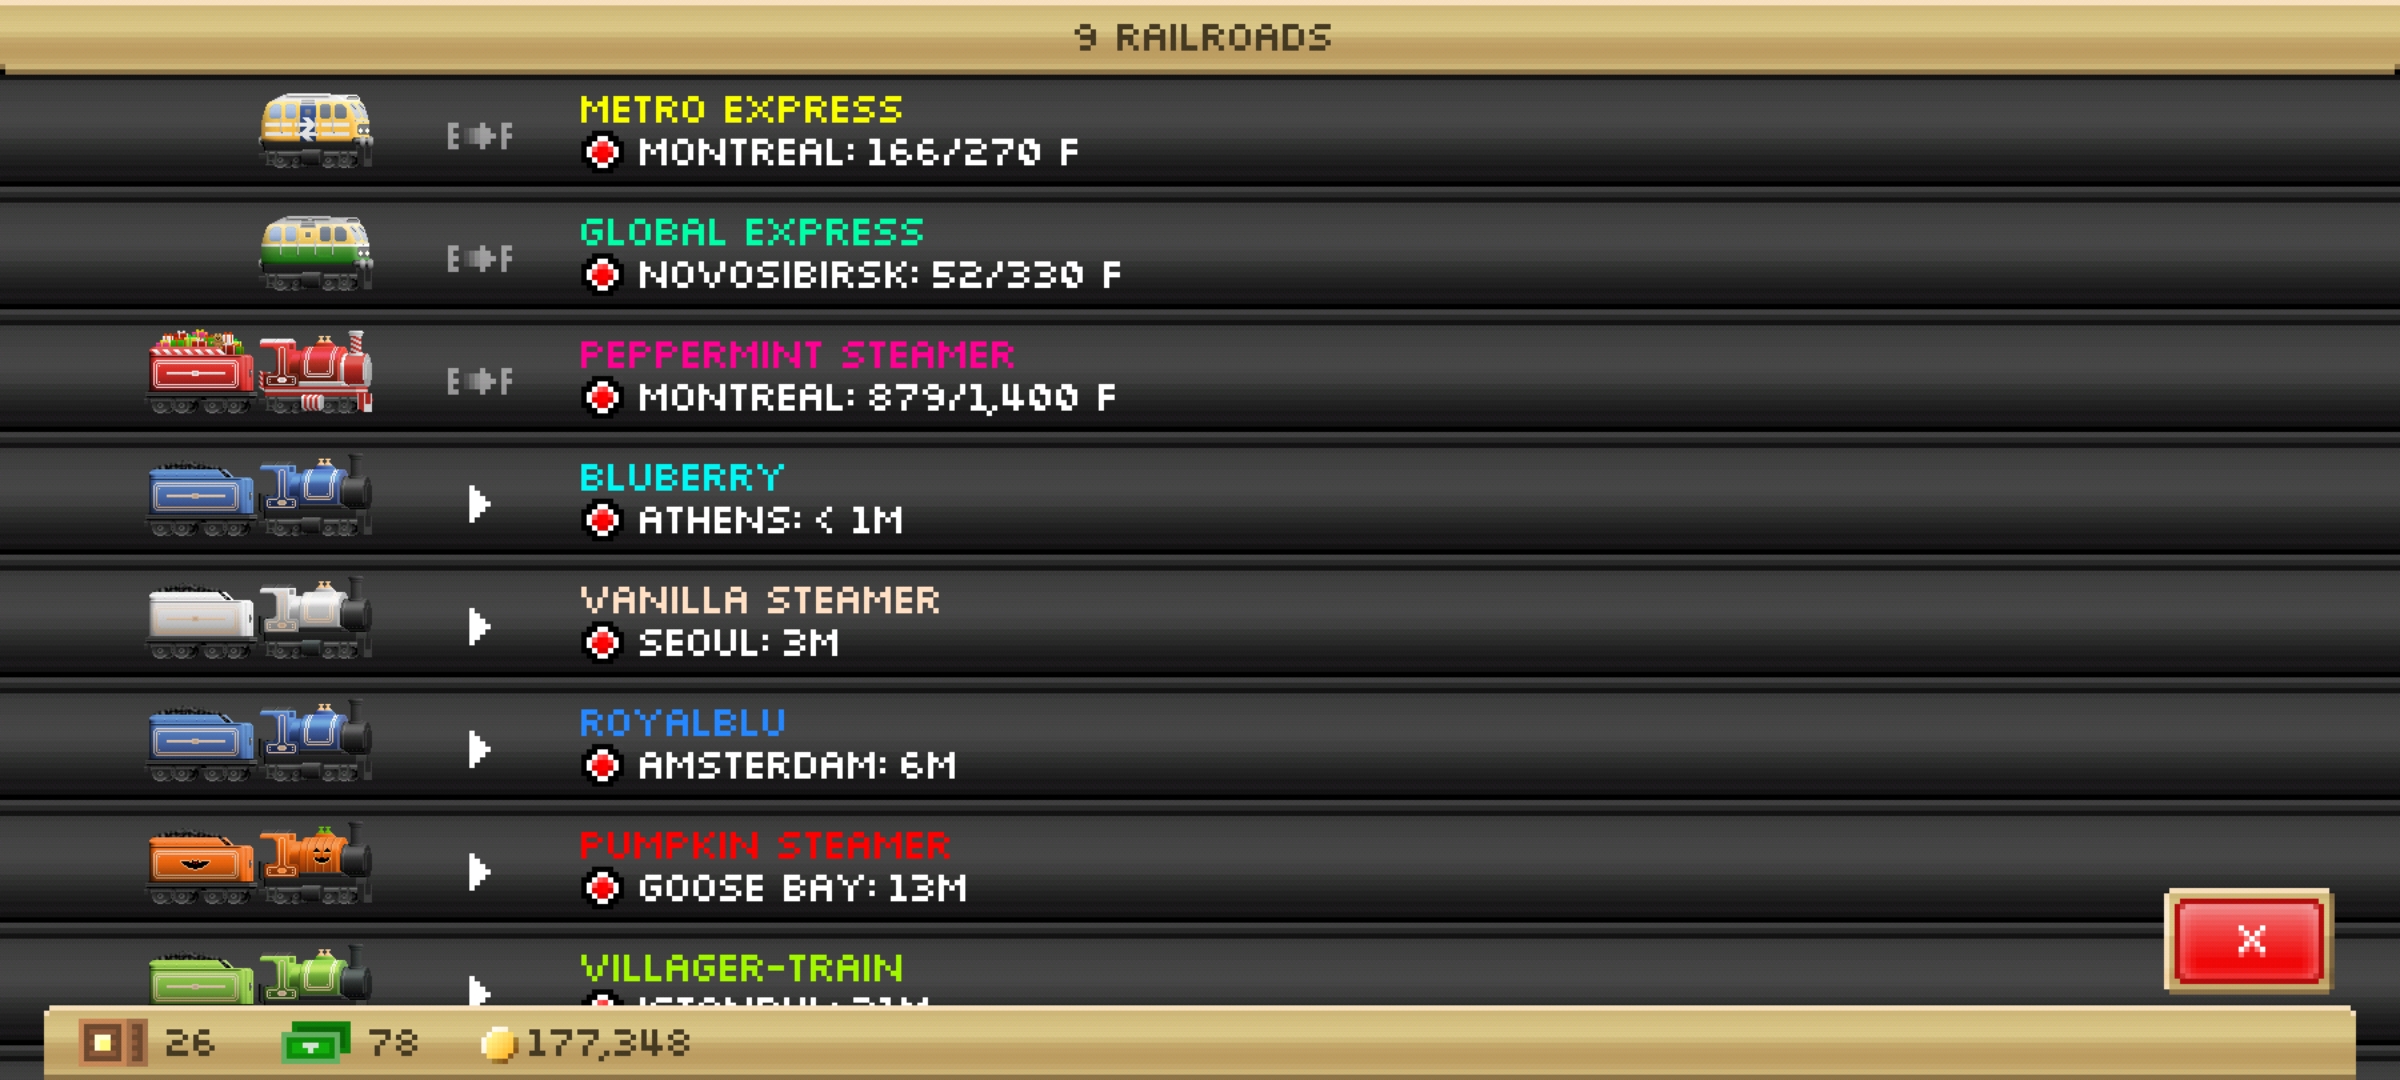 9 RAILROADS
METRO EXPRESS
E F
MONTREAL: 166/270 F
GLOBAL EXPRESS
E F
NOVOSIBIRSK: 52/330 F
PEPPERMINT STEAMER
E F
MONTREAL: 879/1,400 F
BLUBERRY
ATHENS: < 1M
VANILLA STEAMER
SEOUL: 3M
ROYALBLU
AMSTERDAM: 6M
PUMPKIN STEAMER
GOOSE BAY: 13M
VILLAGER-TRAIN
X
26 78 177,348